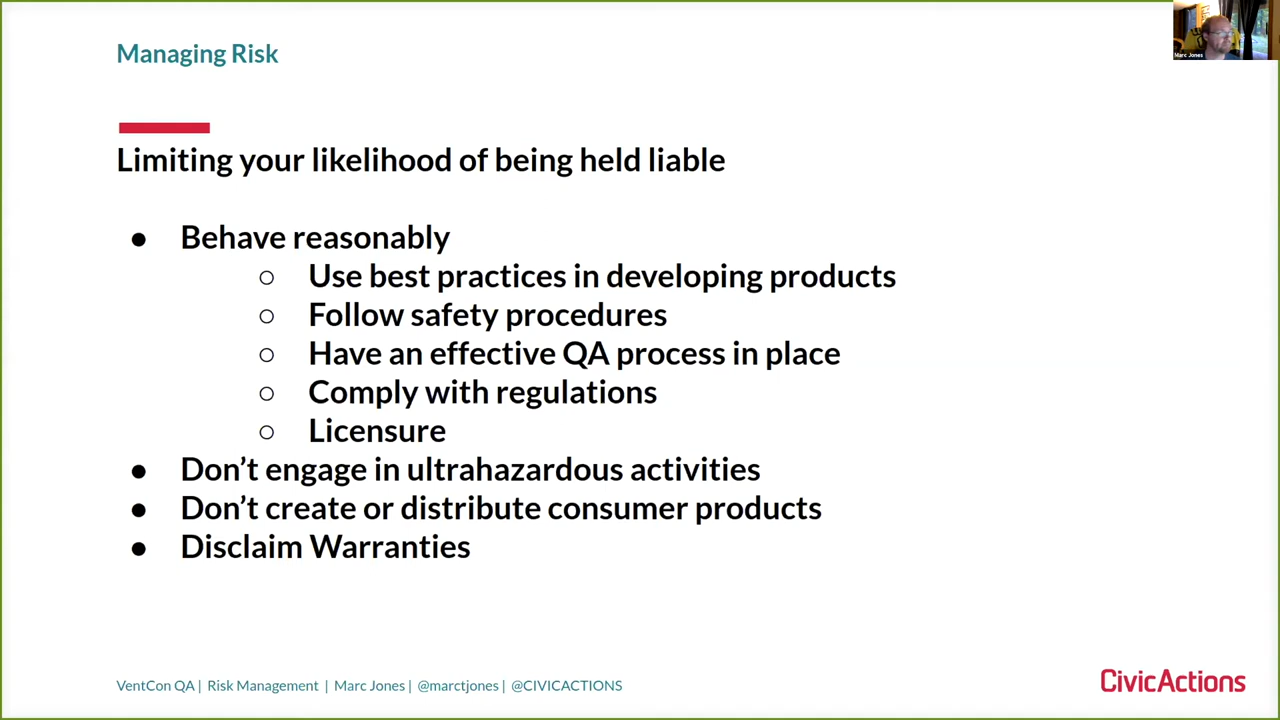 Managing Risk
Marc Jones
Limiting your likelihood of being held liable
● Behave reasonably
○ Use best practices in developing products
○ Follow safety procedures
○ Have an effective QA process in place
○ Comply with regulations
○ Licensure
● Don’t engage in ultrahazardous activities
● Don’t create or distribute consumer products
● Disclaim Warranties
VentCon QA | Risk Management | Marc Jones | @marctjones | @CIVICACTIONS
CivicActions